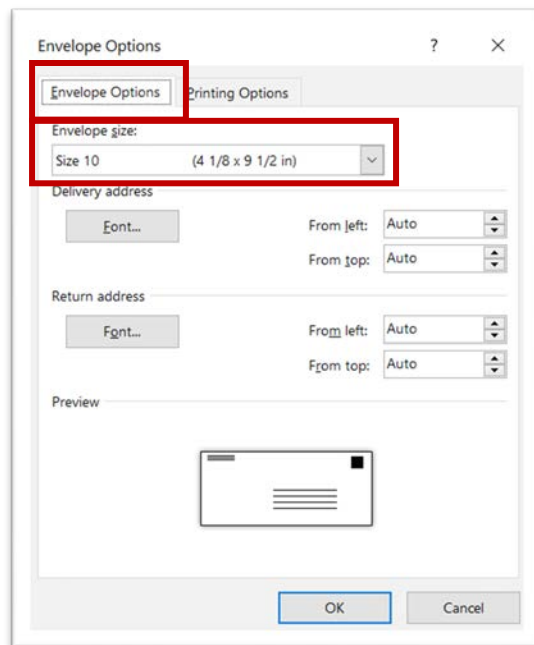 Envelope Options ? ×
Envelope Options Printing Options
Envelope size:
Size 10 (4 1/8 x 9 1/2 in)
Delivery address
Font... From left: Auto
From top: Auto
Return address
Font... From left: Auto
From top: Auto
Preview
OK Cancel